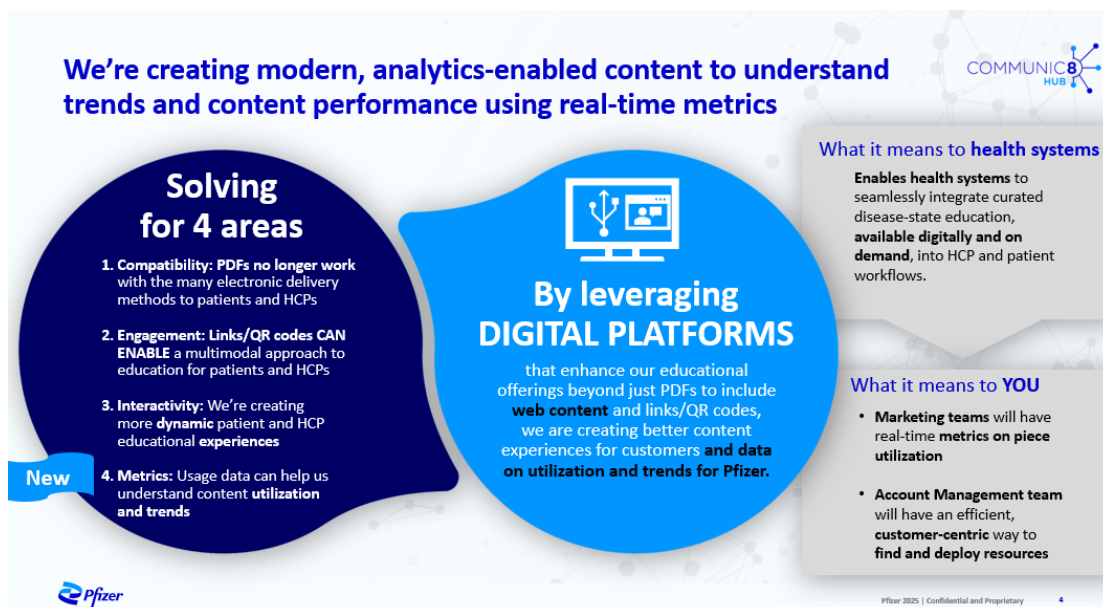 We're creating modern, analytics-enabled content to understand
trends and content performance using real-time metrics
COMMUNIC8
HUB
Solving
for 4 areas
1. Compatibility: PDFs no longer work
with the many electronic delivery
methods to patients and HCPs
2. Engagement: Links/QR codes CAN
ENABLE a multimodal approach to
education for patients and HCPs
3. Interactivity: We're creating
more dynamic patient and HCP
educational experiences
New
4. Metrics: Usage data can help us
understand content utilization
and trends
By leveraging
DIGITAL PLATFORMS
that enhance our educational
offerings beyond just PDFs to include
web content and links/QR codes,
we are creating better content
experiences for customers and data
on utilization and trends for Pfizer.
What it means to health systems
Enables health systems to
seamlessly integrate curated
disease-state education,
available digitally and on
demand, into HCP and patient
workflows.
What it means to YOU
• Marketing teams will have
real-time metrics on piece
utilization
• Account Management team
will have an efficient,
customer-centric way to
find and deploy resources
Pfizer
Pfizer 2025 | Confidential and Proprietary 4